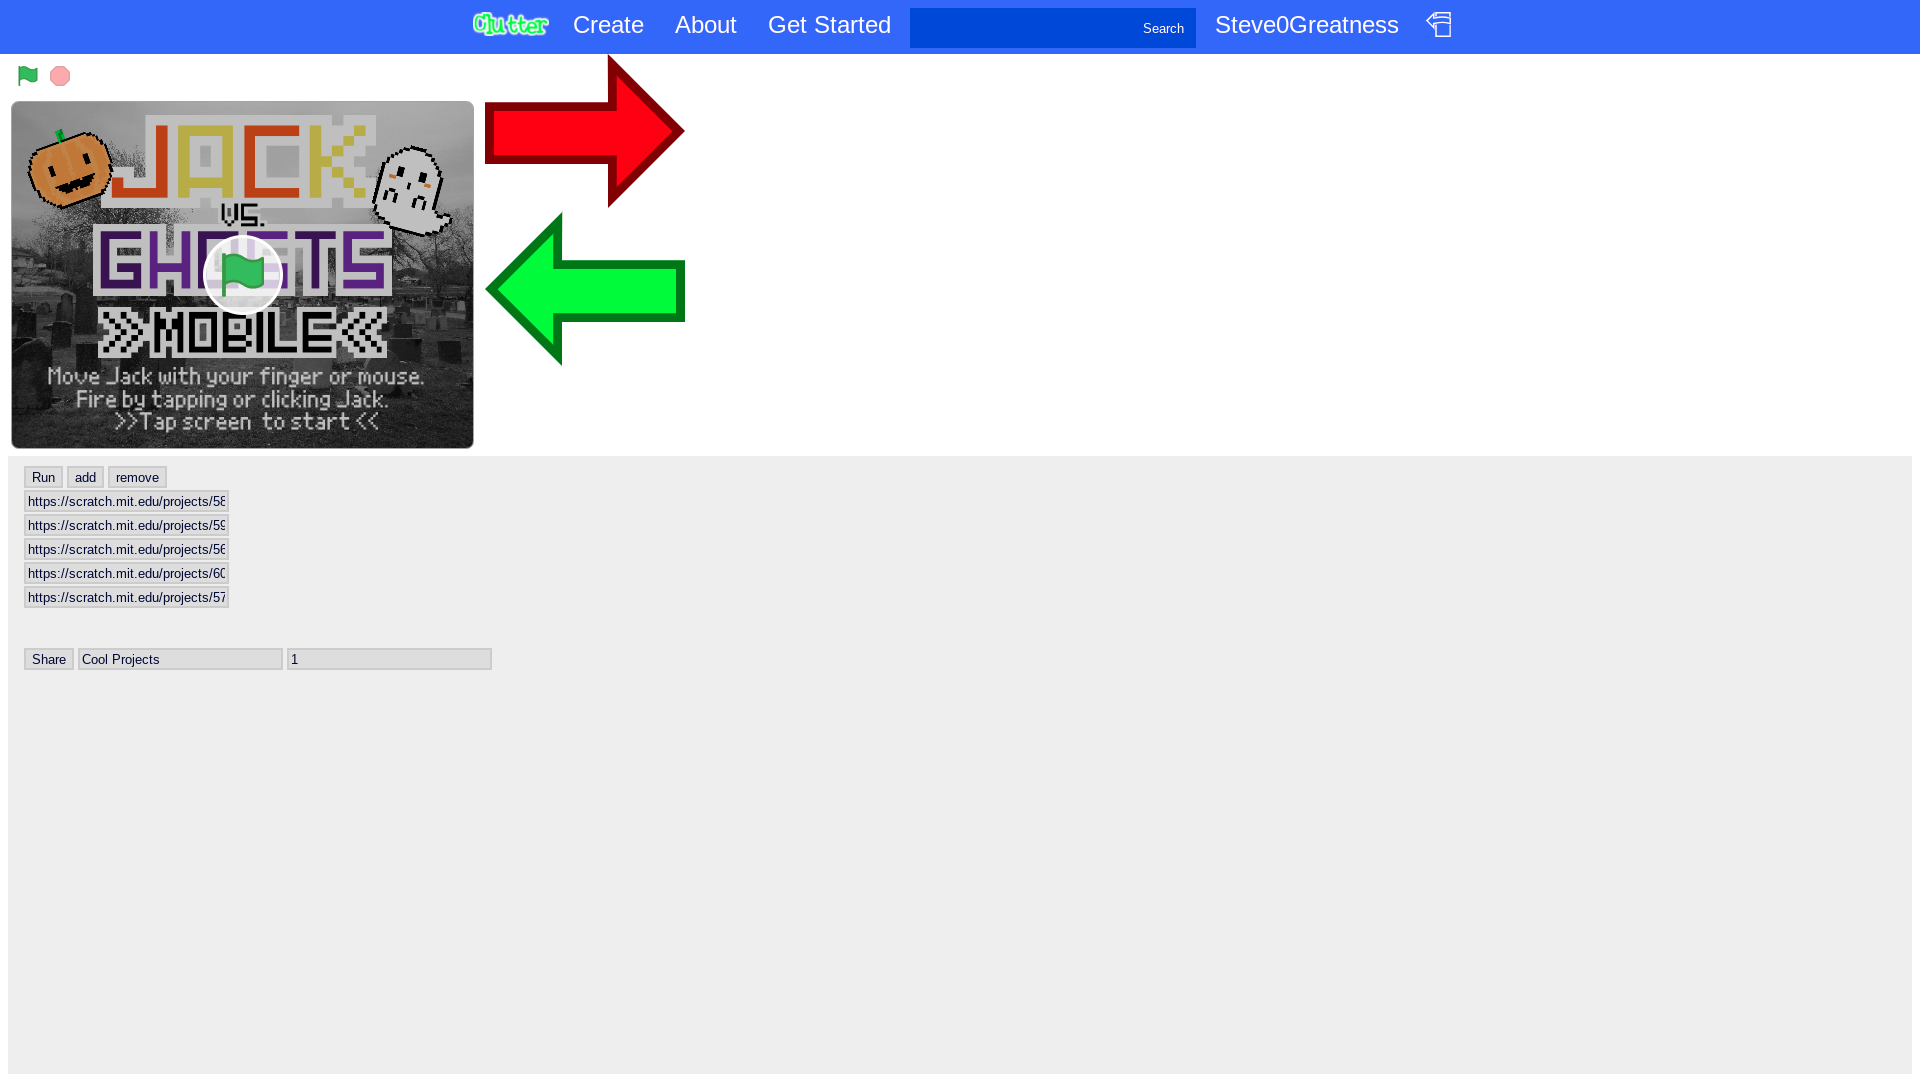 Clutter Create About Get Started Search Steve0Greatness
JACK
VS.
GHOSTS
>>MOBILE<<
Move Jack with your finger or mouse.
Fire by tapping or clicking Jack.
>>Tap screen to start <<
Run add remove
https://scratch.mit.edu/projects/58
https://scratch.mit.edu/projects/59
https://scratch.mit.edu/projects/56
https://scratch.mit.edu/projects/60
https://scratch.mit.edu/projects/57
Share Cool Projects 1